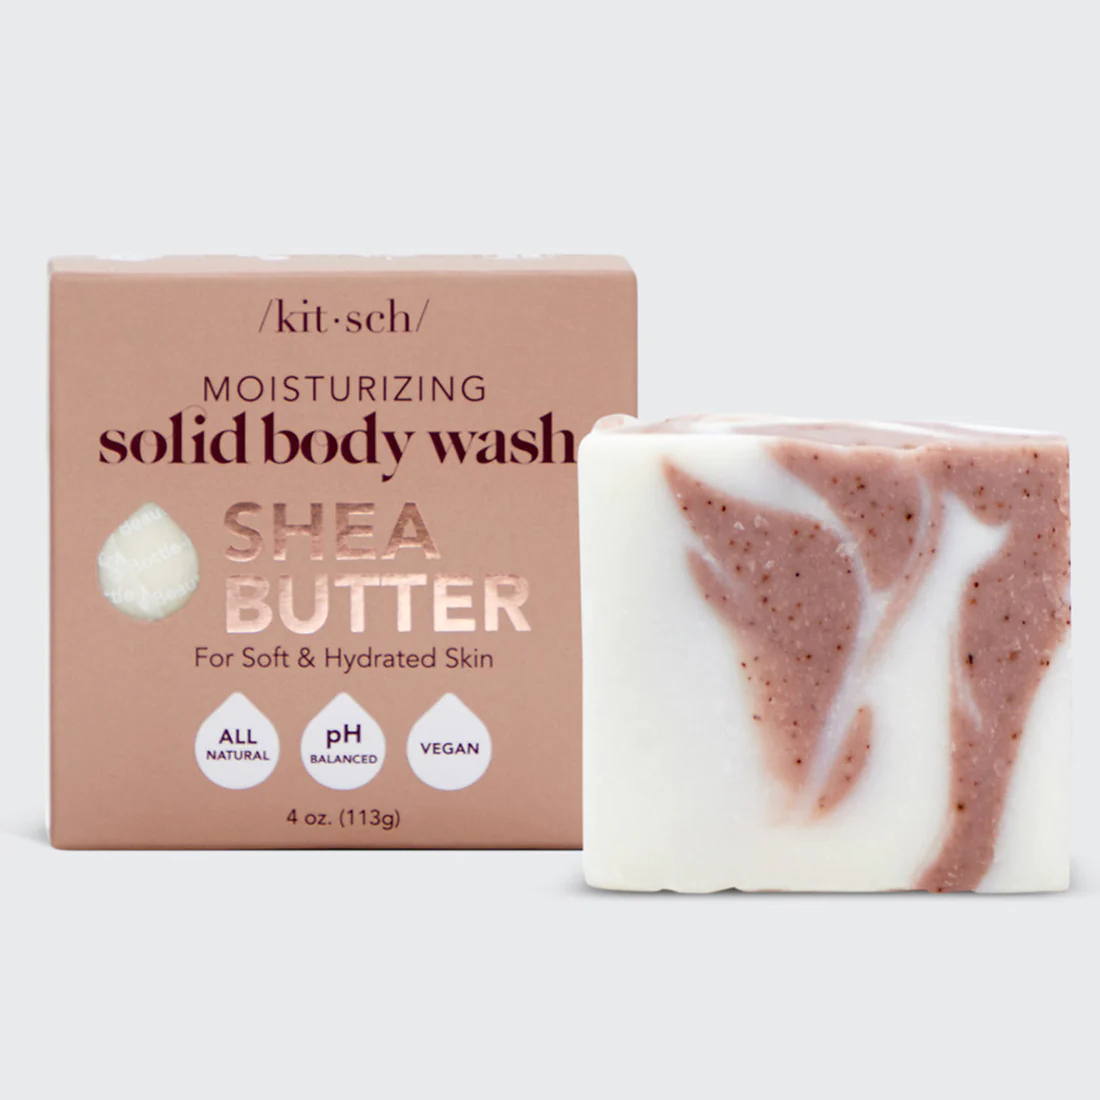 /kit·sch/
MOISTURIZING
solid body wash
SHEA
BUTTER
For Soft & Hydrated Skin
ALL
NATURAL
pH
BALANCED
VEGAN
4 oz. (113g)